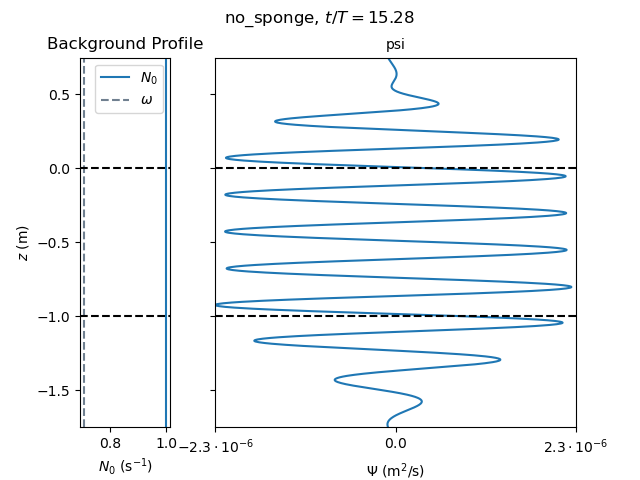 no_sponge, t/T = 15.28
Background Profile
psi
N₀
ω
0.5
0.0
−0.5
−1.0
−1.5
z (m)
0.8
1.0
N₀ (s⁻¹)
−2.3 · 10⁻⁶
0.0
2.3 · 10⁻⁶
Ψ (m²/s)